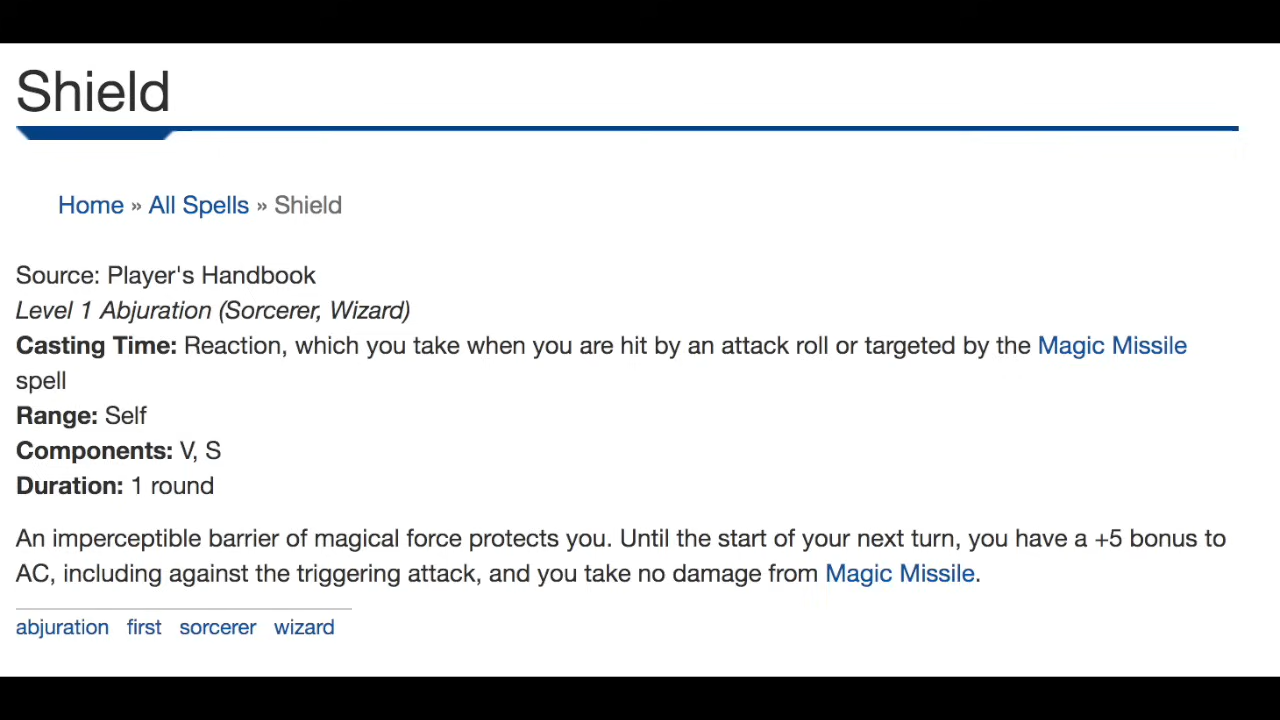 Shield
Home » All Spells » Shield
Source: Player's Handbook
Level 1 Abjuration (Sorcerer, Wizard)
Casting Time: Reaction, which you take when you are hit by an attack roll or targeted by the Magic Missile
spell
Range: Self
Components: V, S
Duration: 1 round
An imperceptible barrier of magical force protects you. Until the start of your next turn, you have a +5 bonus to
AC, including against the triggering attack, and you take no damage from Magic Missile.
abjuration first sorcerer wizard